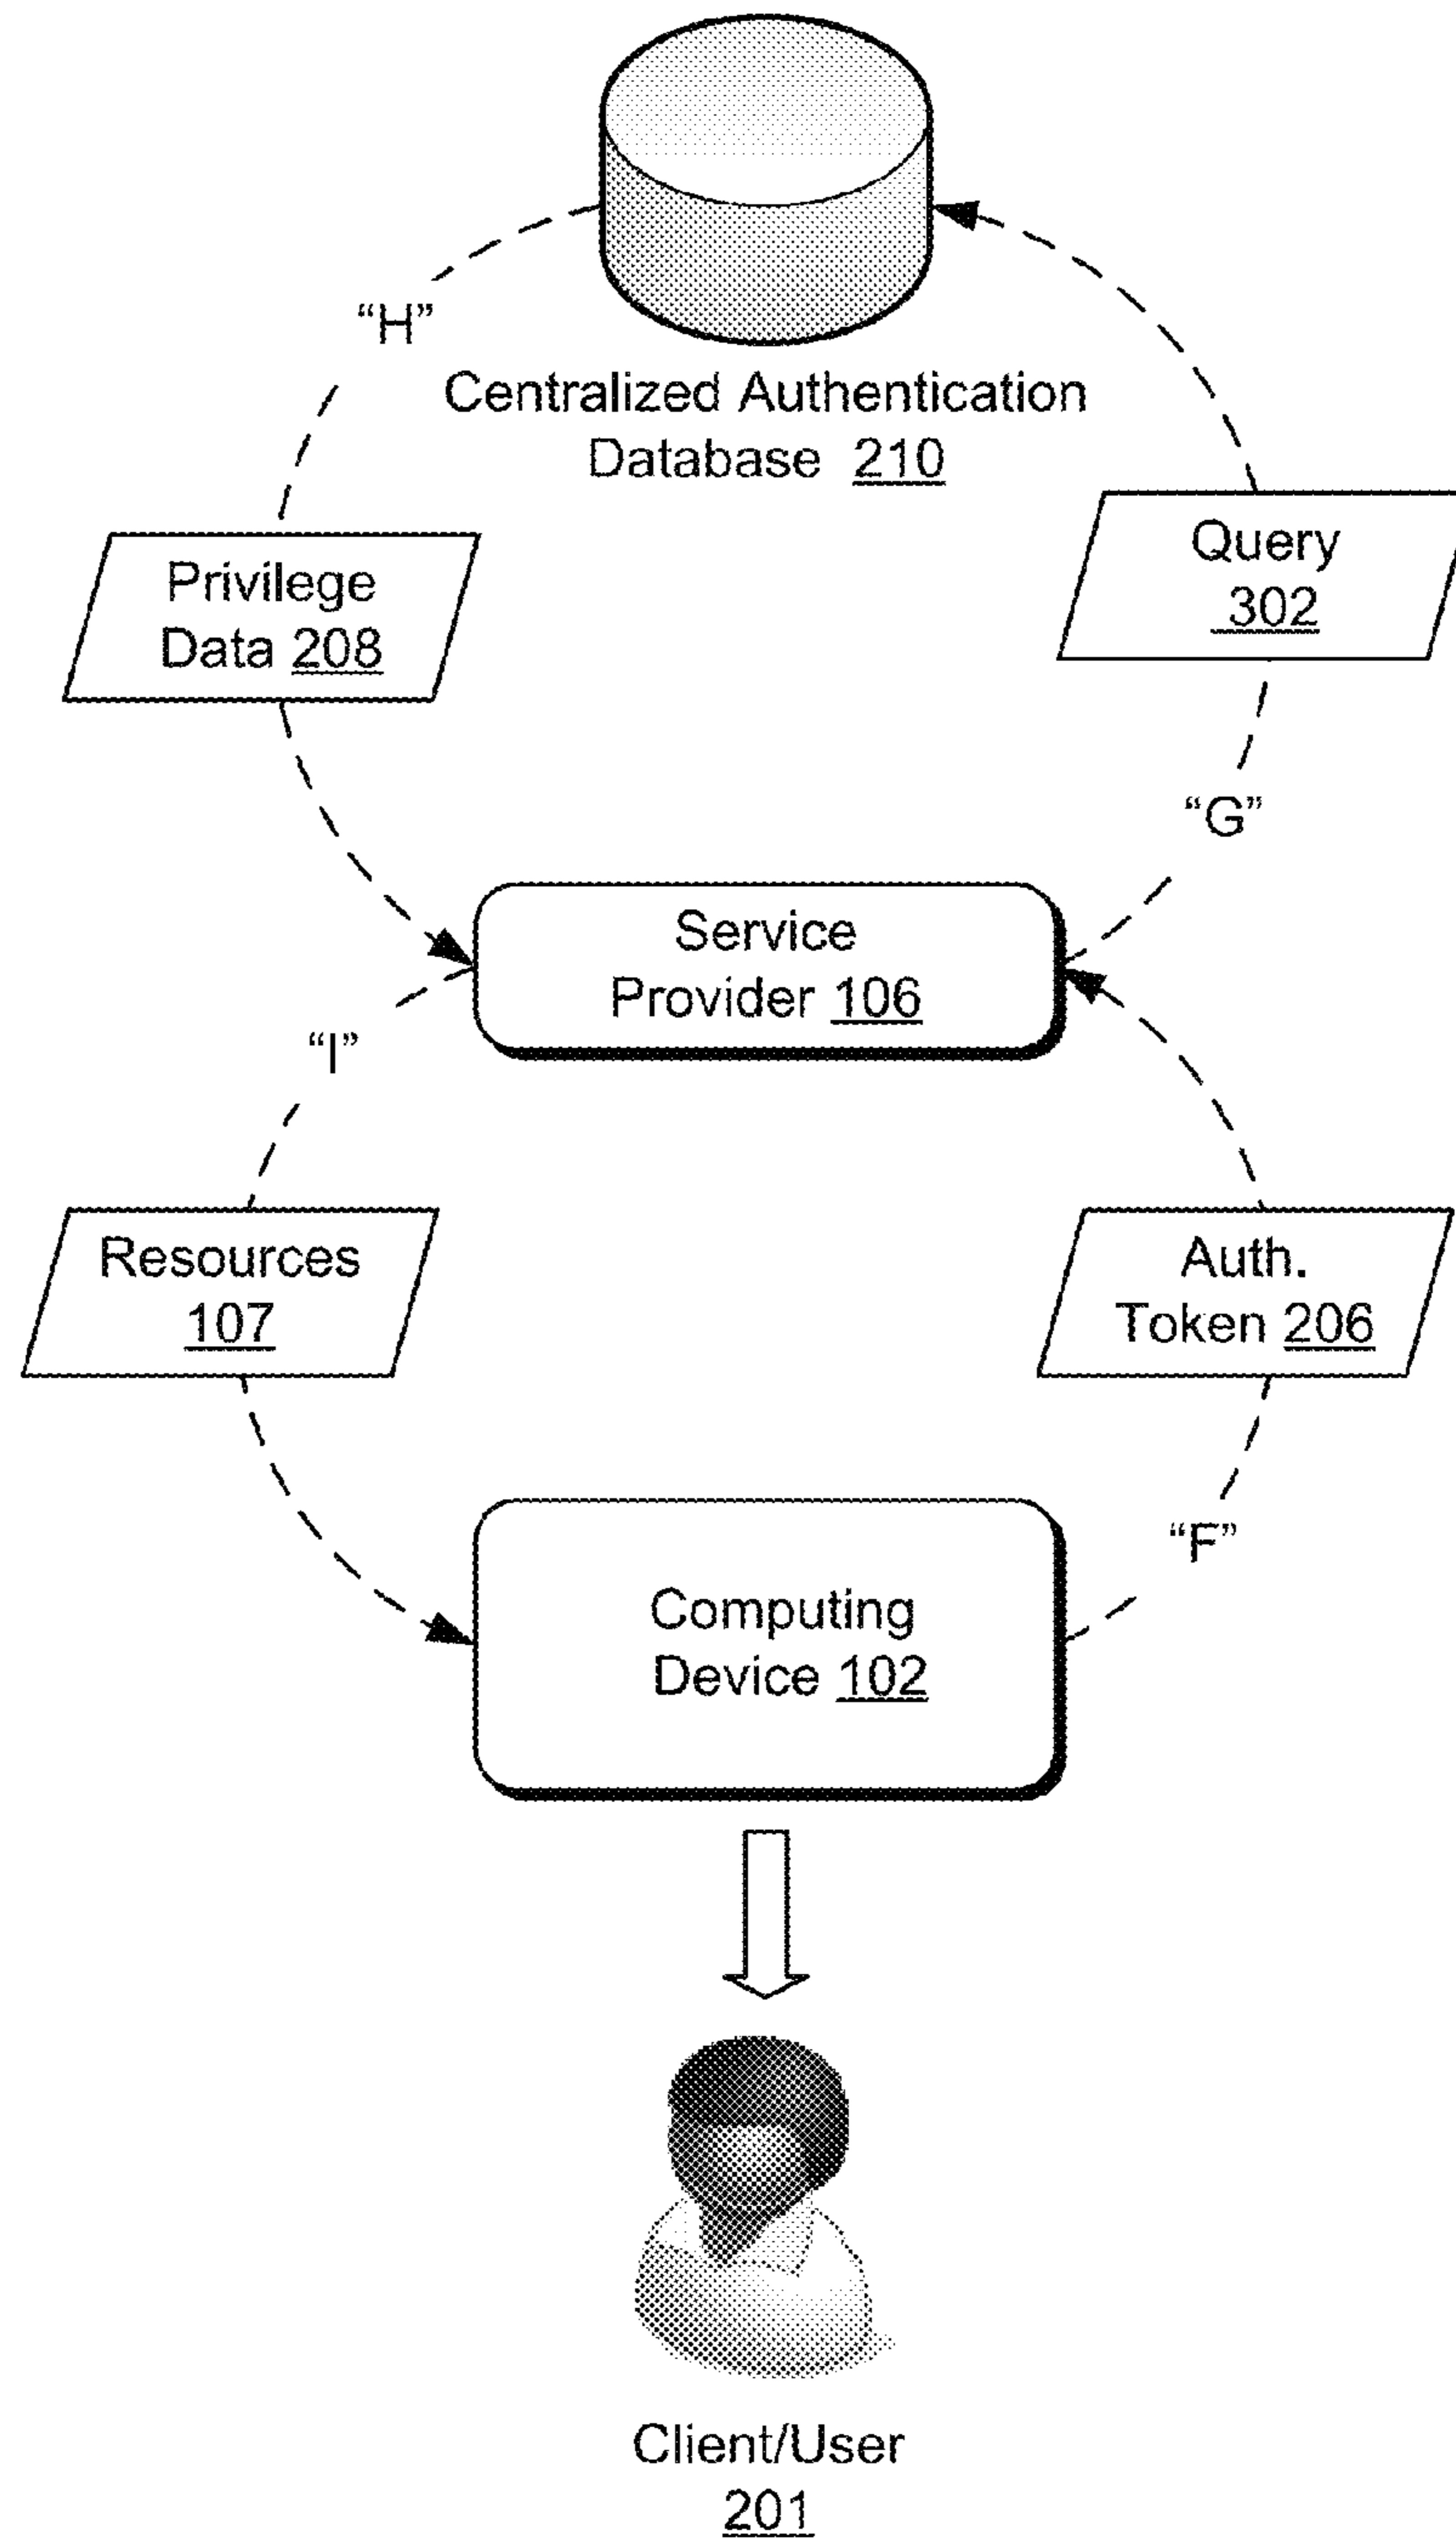 “H”
Centralized Authentication
Database 210
Privilege
Data 208
Query
302
“G”
Service
Provider 106
“I”
Resources
107
Auth.
Token 206
“F”
Computing
Device 102
Client/User
201